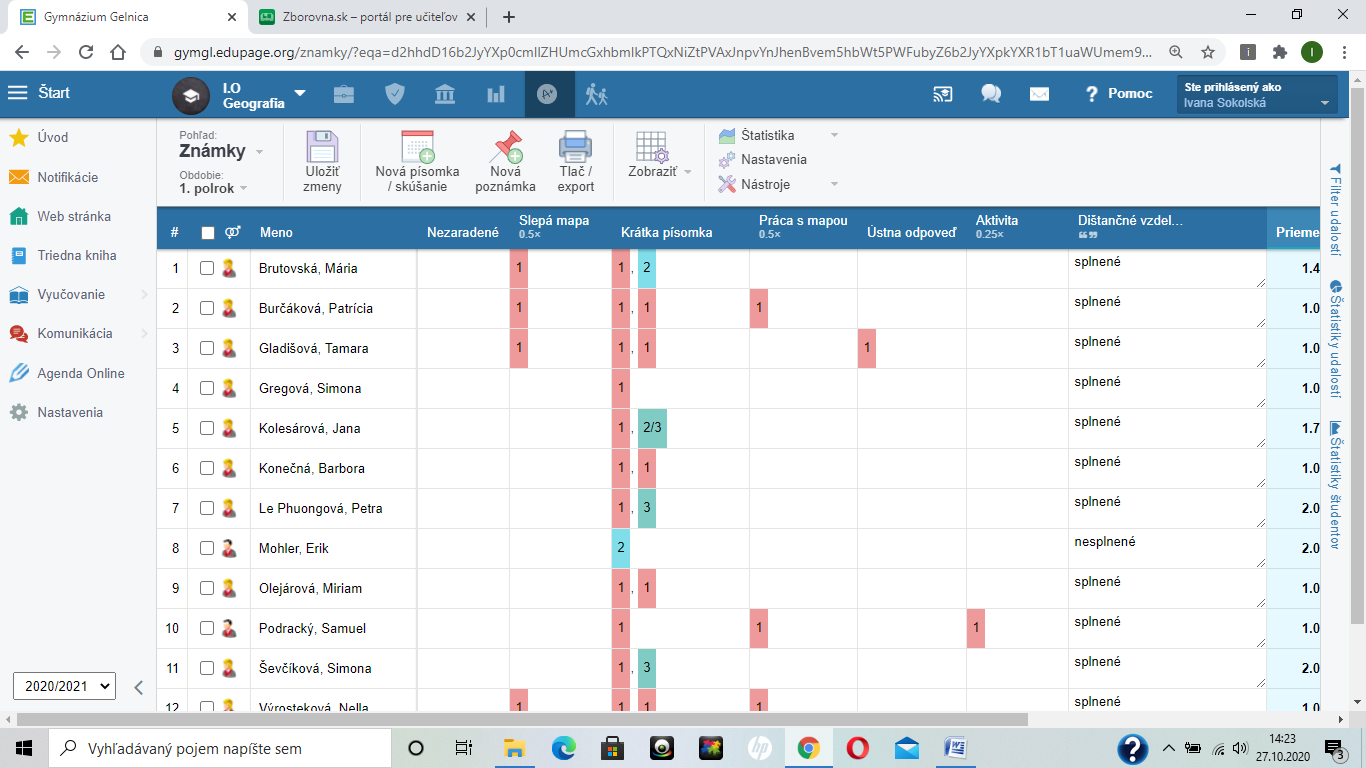 Gymnázium Gelnica
Zborovna.sk – portál pre učiteľov
gymgl.edupage.org/znamky/?eqa=d2hhdD16b2JyYXp0cmllZHUmcGxhbmlkPTQxNiZtPVAxJnpvYnJhenBvem5hbWt5PWFubyZ6b2JyYXpkYXR1bT1uaWUmem9...
Štart
I.O
Geografia
Pomoc
Ste prihlásený ako
Ivana Sokolská
Úvod
Notifikácie
Web stránka
Triedna kniha
Vyučovanie
Komunikácia
Agenda Online
Nastavenia
2020/2021
Pohľad:
Známky
Obdobie:
1. polrok
Uložiť
zmeny
Nová písomka
/ skúšanie
Nová
poznámka
Tlač /
export
Zobraziť
Štatistika
Nastavenia
Nástroje
# Meno Nezaradené Slepá mapa 0.5× Krátka písomka Práca s mapou 0.5× Ústna odpoveď Aktivita 0.25× Dištančné vzdel... Prieme
1 Brutovská, Mária 1 1 , 2 splnené 1.4
2 Burčáková, Patrícia 1 1 , 1 1 splnené 1.0
3 Gladišová, Tamara 1 1 , 1 1 splnené 1.0
4 Gregová, Simona 1 splnené 1.0
5 Kolesárová, Jana 1 , 2/3 splnené 1.7
6 Konečná, Barbora 1 , 1 splnené 1.0
7 Le Phuongová, Petra 1 , 3 splnené 2.0
8 Mohler, Erik 2 nesplnené 2.0
9 Olejárová, Miriam 1 , 1 splnené 1.0
10 Podracký, Samuel 1 1 1 splnené 1.0
11 Ševčíková, Simona 1 , 3 splnené 2.0
12 Výrosteková, Nella 1 1 , 1 1 splnené 1.0
Filter udalostí
Štatistiky udalostí
Štatistiky študentov
Vyhľadávaný pojem napíšte sem
14:23
27.10.2020
3